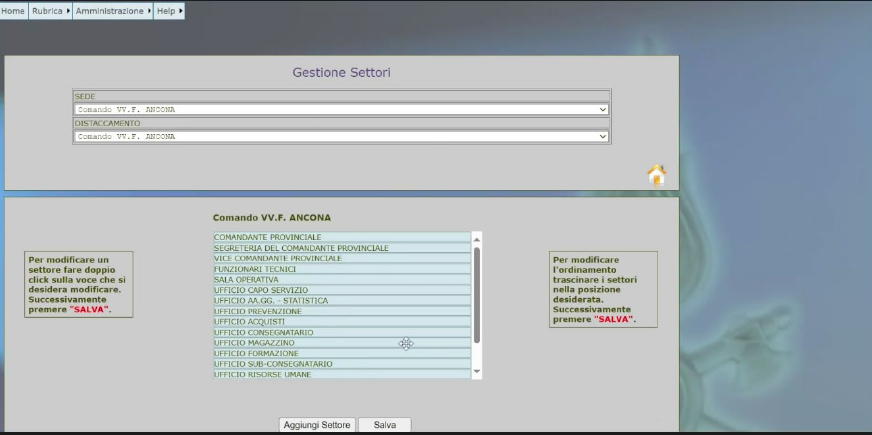 Home Rubrica Amministrazione Help
Gestione Settori
SEDE
Comando VV.F. ANCONA
DISTACCAMENTO
Comando VV.F. ANCONA
Comando VV.F. ANCONA
Per modificare un
settore fare doppio
click sulla voce che si
desidera modificare.
Successivamente
premere "SALVA".
COMANDANTE PROVINCIALE
SEGRETERIA DEL COMANDANTE PROVINCIALE
VICE COMANDANTE PROVINCIALE
FUNZIONARI TECNICI
SALA OPERATIVA
UFFICIO CAPO SERVIZIO
UFFICIO AA.GG. - STATISTICA
UFFICIO PREVENZIONE
UFFICIO ACQUISTI
UFFICIO CONSEGNATARIO
UFFICIO MAGAZZINO
UFFICIO FORMAZIONE
UFFICIO SUB-CONSEGNATARIO
UFFICIO RISORSE UMANE
Per modificare
l'ordinamento
trascinare i settori
nella posizione
desiderata.
Successivamente
premere "SALVA".
Aggiungi Settore Salva